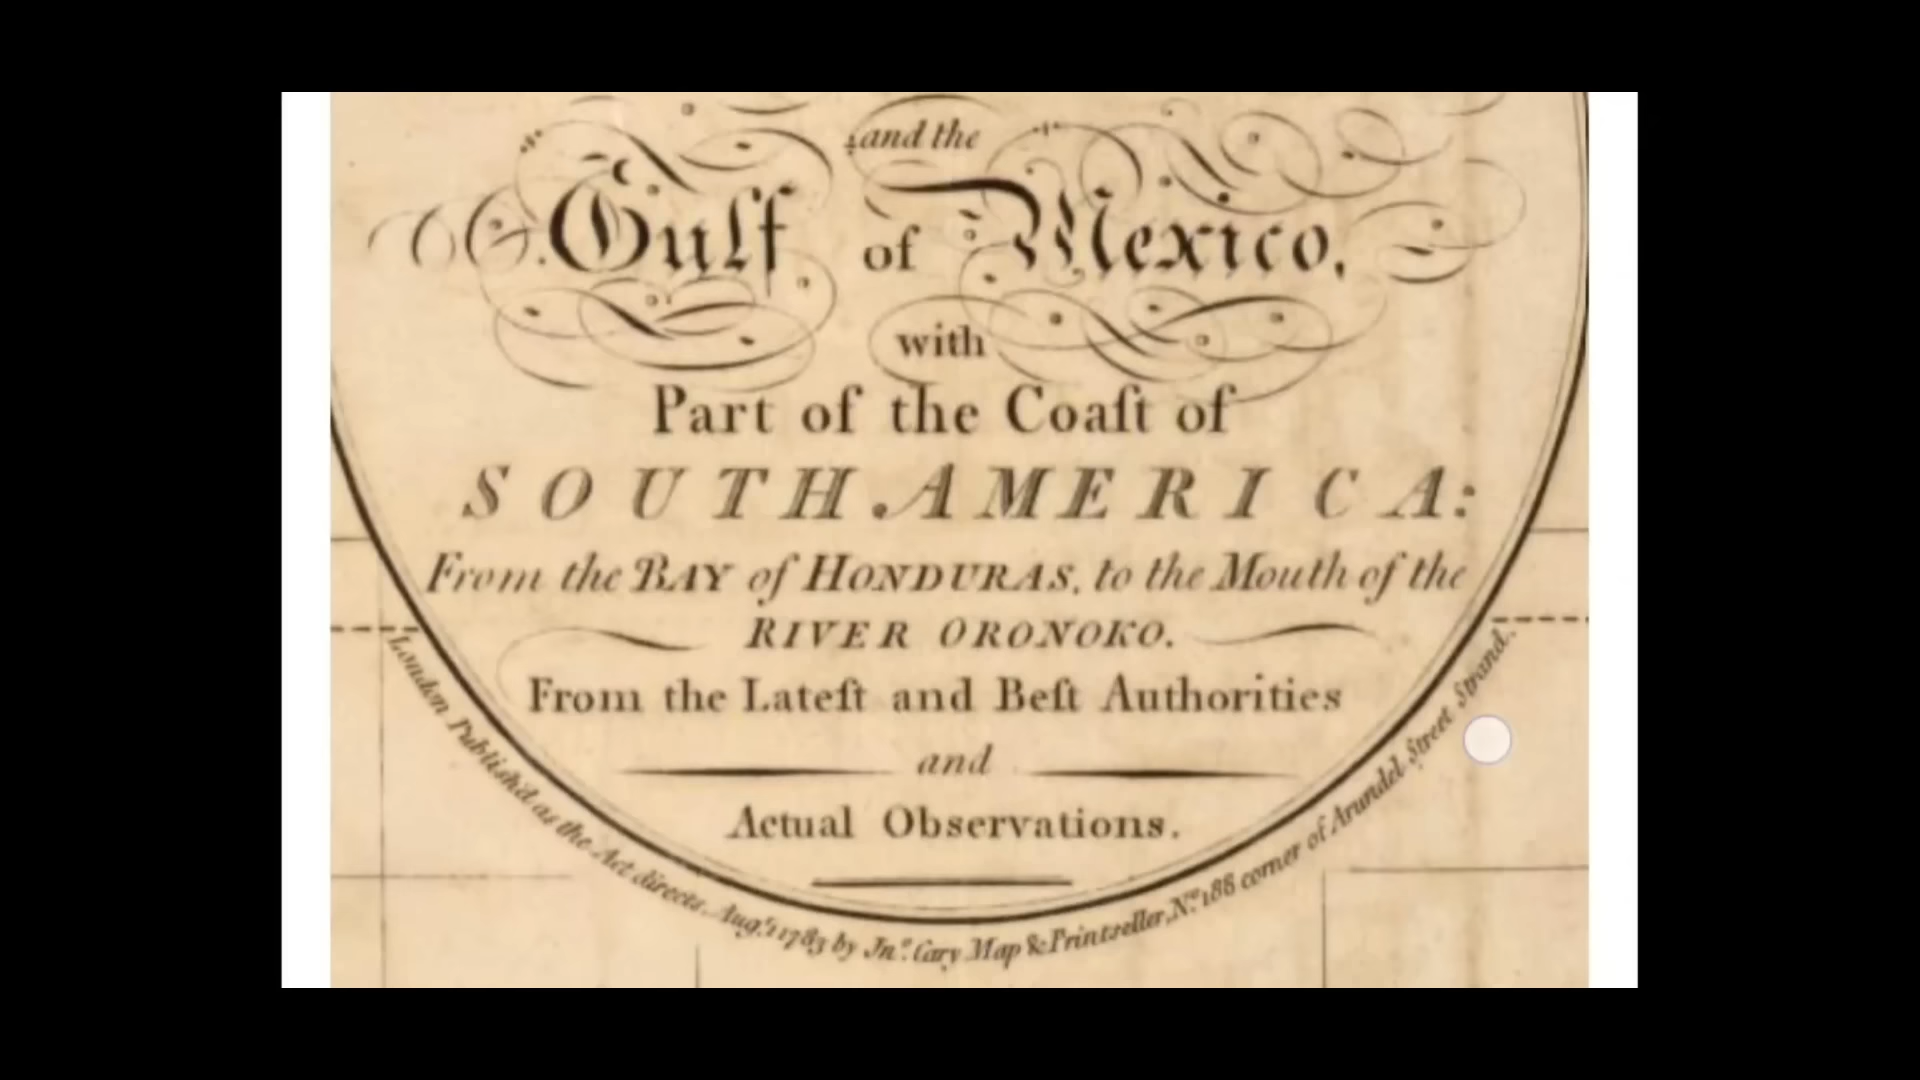 and the
Gulf of Mexico,
with
Part of the Coaſt of
SOUTH AMERICA:
From the BAY of HONDURAS, to the Mouth of the
RIVER ORONOKO.
From the Lateſt and Beſt Authorities
and
Actual Observations.
London Publish'd as the Act directs, Aug.t 1 1783 by Jn.o Cary Map & Printseller, N.o 188 corner of Arundel Street Strand.